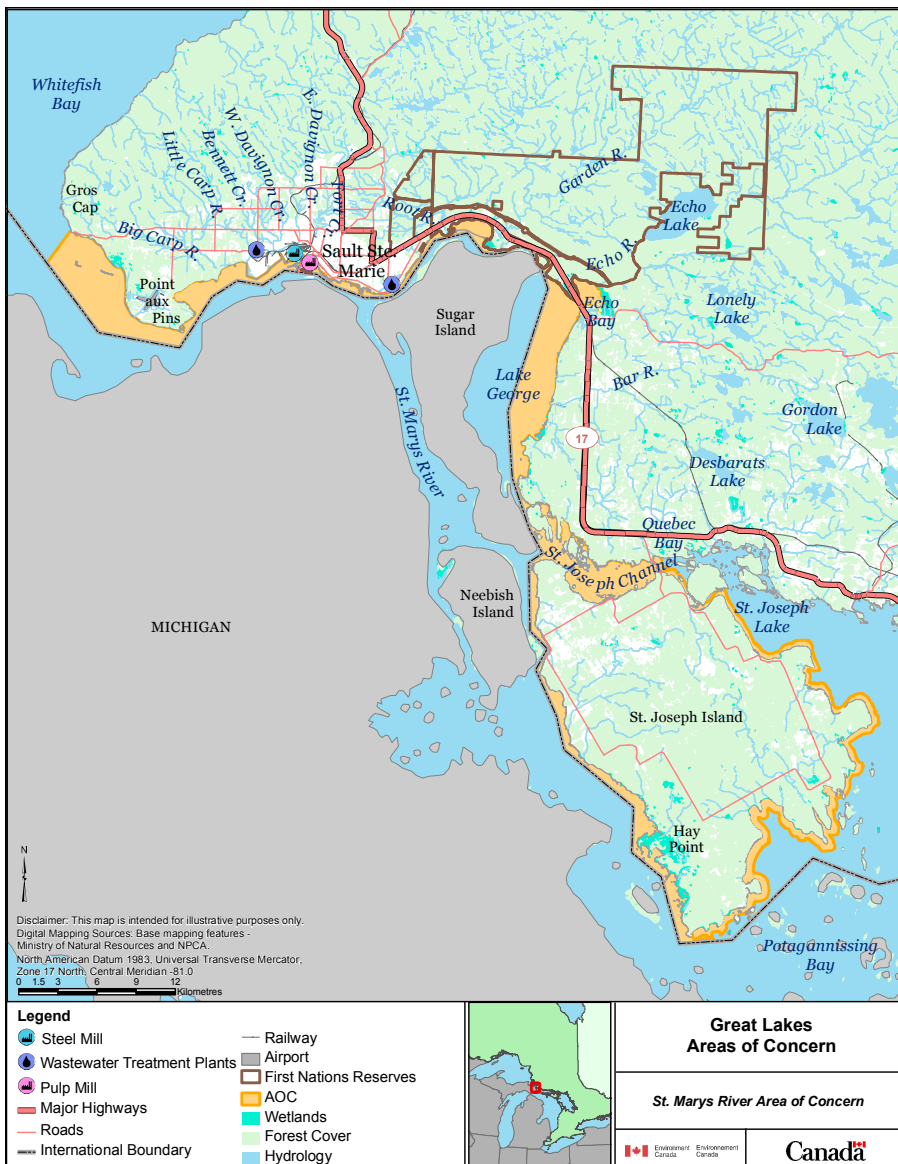 Whitefish
Bay
E. Davignon Cr.
W. Davignon Cr.
Bennett Cr.
Little Carp R.
Gros
Cap
Big Carp R.
Fort Cr.
Root R.
Garden R.
Echo
Lake
Echo R.
Sault Ste.
Marie
Point
aux
Pins
Sugar
Island
Echo
Bay
Lonely
Lake
Lake
George
Bar R.
St. Marys River
17
Gordon
Lake
Desbarats
Lake
Quebec
Bay
St. Joseph Channel
Neebish
Island
MICHIGAN
St. Joseph
Lake
St. Joseph Island
Hay
Point
Potagannissing
Bay
N
Disclaimer: This map is intended for illustrative purposes only.
Digital Mapping Sources: Base mapping features -
Ministry of Natural Resources and NPCA.
North American Datum 1983, Universal Transverse Mercator,
Zone 17 North, Central Meridian -81.0
0 1.5 3 6 9 12
Kilometres
Legend
Steel Mill
Wastewater Treatment Plants
Pulp Mill
Major Highways
Roads
International Boundary
Railway
Airport
First Nations Reserves
AOC
Wetlands
Forest Cover
Hydrology
Great Lakes
Areas of Concern
St. Marys River Area of Concern
Environment Environnement
Canada Canada
Canada